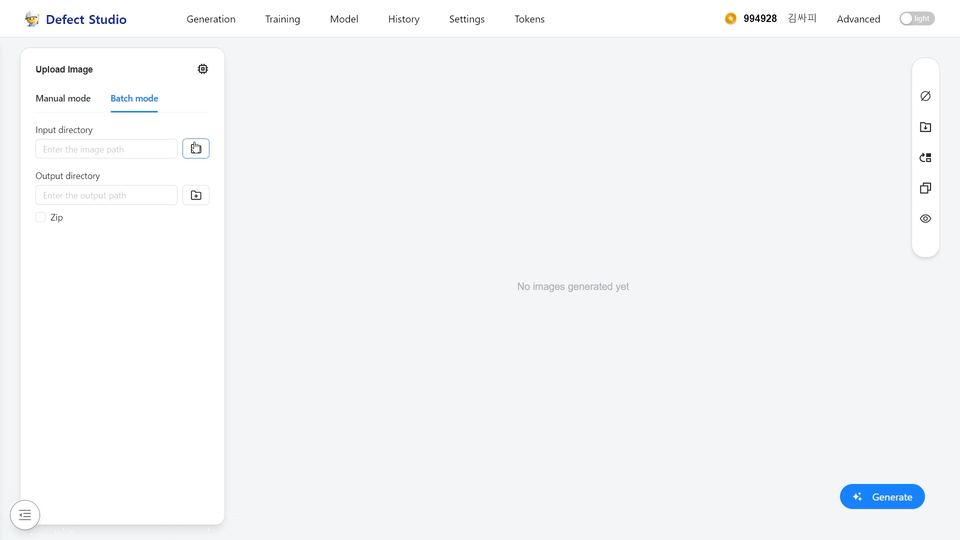 Defect Studio
Generation Training Model History Settings Tokens
994928 김싸피 Advanced light
Upload Image
Manual mode Batch mode
Input directory
Enter the image path
Output directory
Enter the output path
Zip
No images generated yet
Generate